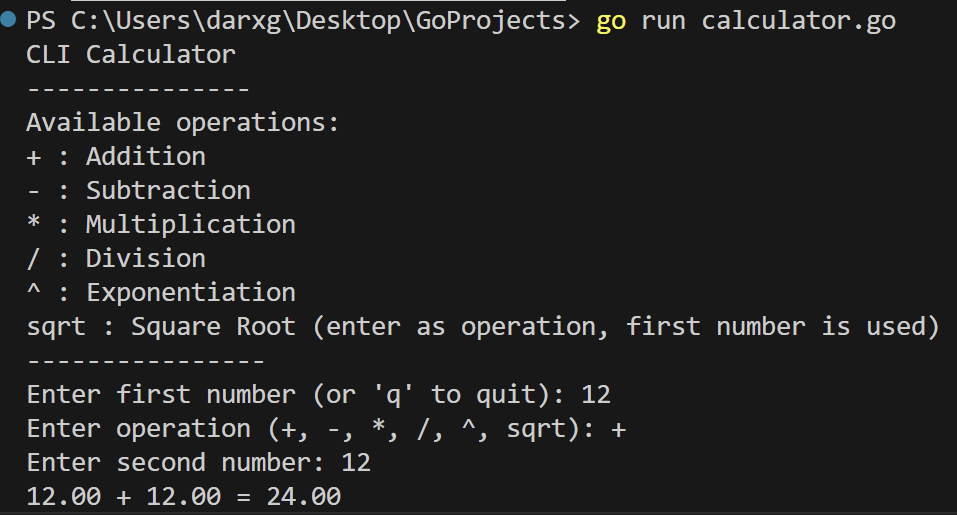 PS C:\Users\darxg\Desktop\GoProjects> go run calculator.go
CLI Calculator
---------------
Available operations:
+ : Addition
- : Subtraction
* : Multiplication
/ : Division
^ : Exponentiation
sqrt : Square Root (enter as operation, first number is used)
----------------
Enter first number (or 'q' to quit): 12
Enter operation (+, -, *, /, ^, sqrt): +
Enter second number: 12
12.00 + 12.00 = 24.00